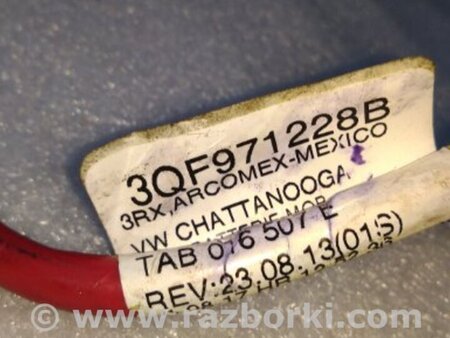 3QF971228B
3RX,ARCOMEX-MEXICO
VW CHATTANOOGA
TAB 076 507 E
REV:23.08.13(01S)
www.razborki.com